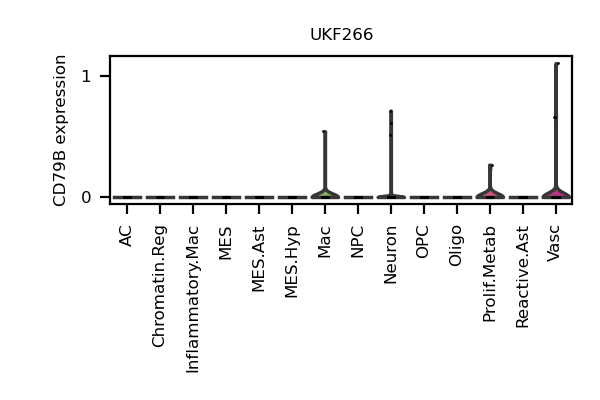 UKF266
CD79B expression
1
0
AC
Chromatin.Reg
Inflammatory.Mac
MES
MES.Ast
MES.Hyp
Mac
NPC
Neuron
OPC
Oligo
Prolif.Metab
Reactive.Ast
Vasc